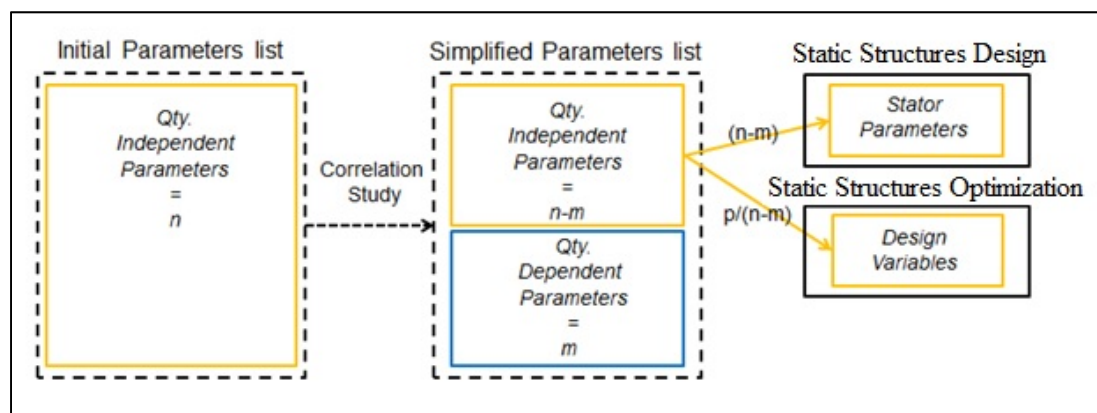 Initial Parameters list
Qty.
Independent
Parameters
=
n
Correlation
Study
Simplified Parameters list
Qty.
Independent
Parameters
=
n-m
Qty.
Dependent
Parameters
=
m
(n-m)
p/(n-m)
Static Structures Design
Stator
Parameters
Static Structures Optimization
Design
Variables